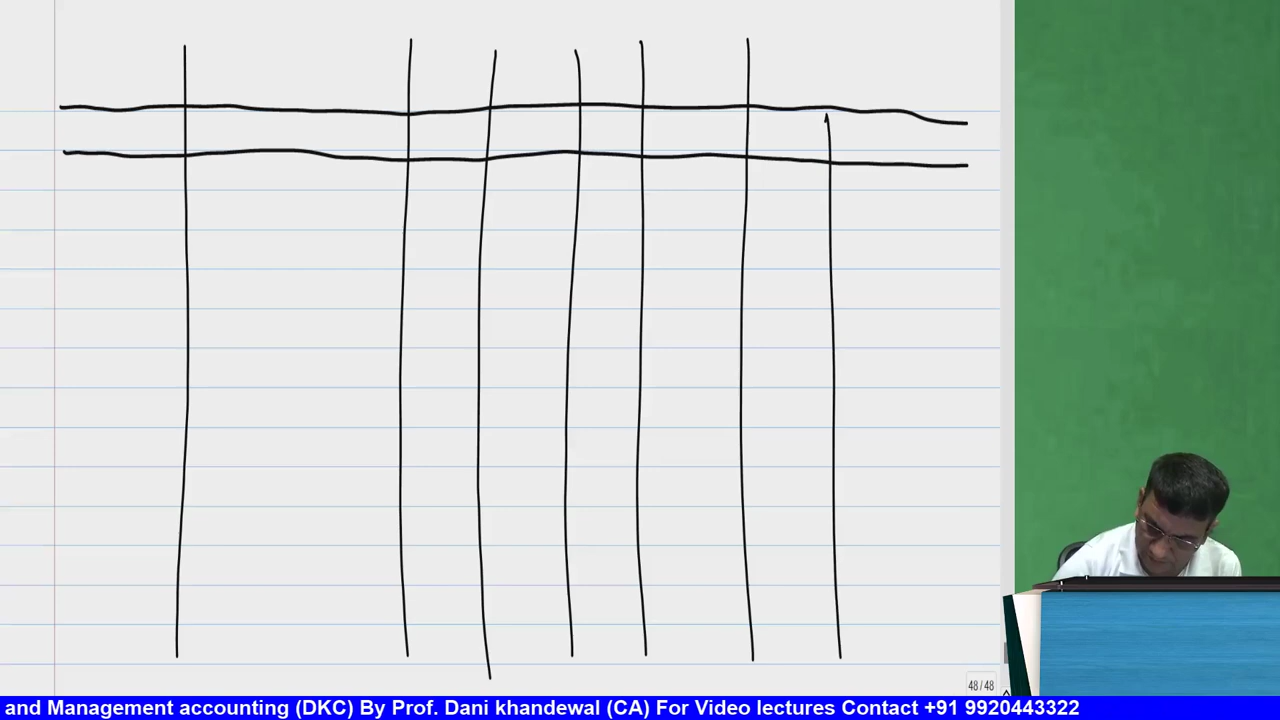 48/48
and Management accounting (DKC) By Prof. Dani khandewal (CA) For Video lectures Contact +91 9920443322